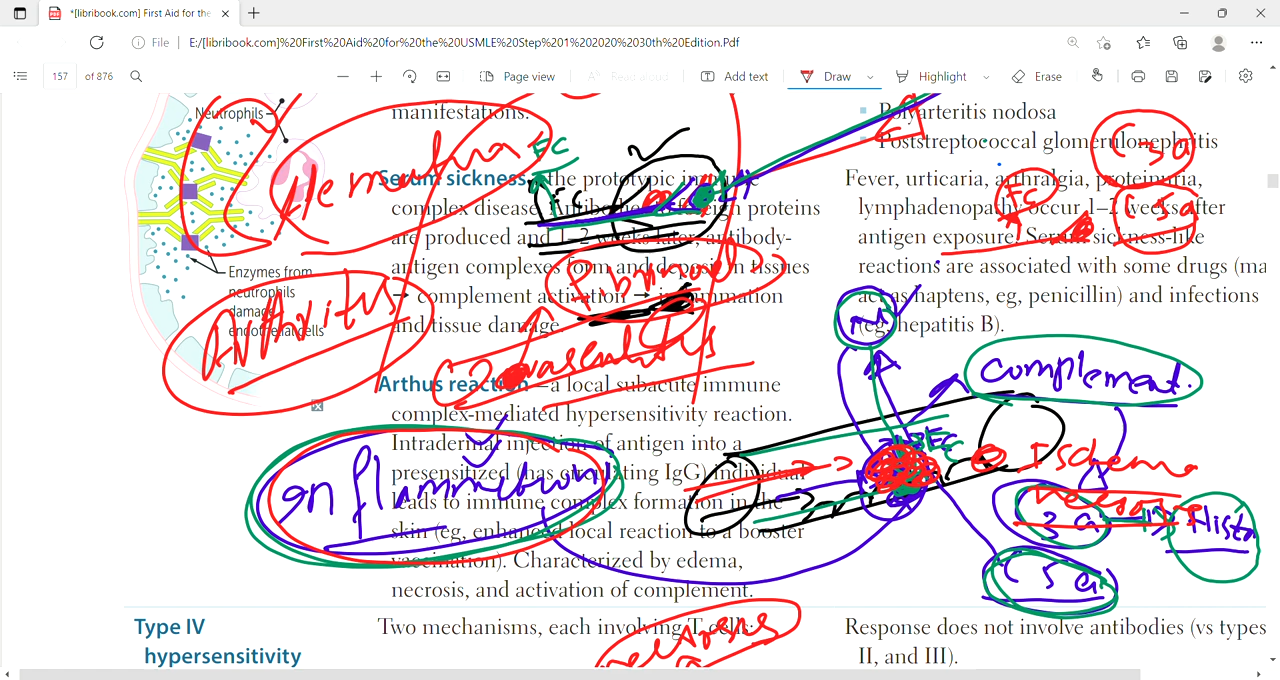 *[libribook.com] First Aid for the
File
E:/[libribook.com]%20First%20Aid%20for%20the%20USMLE%20Step%201%202020%2030th%20Edition.Pdf
157 of 876
Page view
Read aloud
Add text
Draw
Highlight
Erase
Neutrophils
Enzymes from
neutrophils
damage
endothelial cells
manifestations.
Serum sickness—the prototypic immune
complex disease. Antibodies to foreign proteins
are produced and 1–2 weeks later, antibody-
antigen complexes form and deposit in tissues
→ complement activation → inflammation
and tissue damage.
Arthus reaction—a local subacute immune
complex-mediated hypersensitivity reaction.
Intradermal injection of antigen into a
presensitized (has circulating IgG) individual
leads to immune complex formation in the
skin (eg, enhanced local reaction to a booster
vaccination). Characterized by edema,
necrosis, and activation of complement.
Polyarteritis nodosa
Poststreptococcal glomerulonephritis
Fever, urticaria, arthralgia, proteinuria,
lymphadenopathy occur 1–2 weeks after
antigen exposure. Serum sickness-like
reactions are associated with some drugs (ma
act as haptens, eg, penicillin) and infections
(eg, hepatitis B).
Type IV
hypersensitivity
Two mechanisms, each involving T cells:
Response does not involve antibodies (vs types
II, and III).
EC
C3a
C5a
complement.
EC
Ischema
C5a